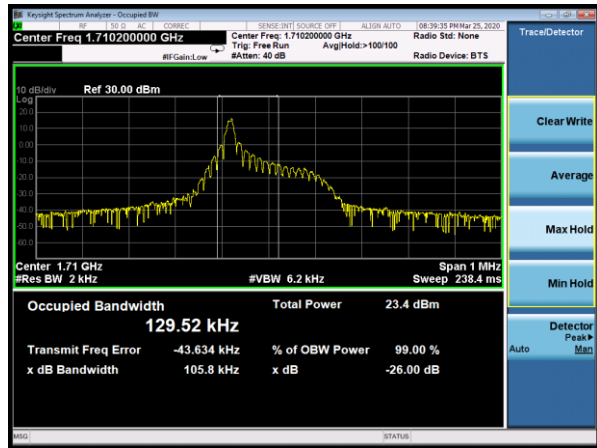 Keysight Spectrum Analyzer - Occupied BW
RF 50 Ω AC CORREC SENSE:INT SOURCE OFF ALIGN AUTO 08:39:35 PM Mar 25, 2020
Center Freq 1.710200000 GHz Center Freq: 1.710200000 GHz Radio Std: None Trace/Detector
Trig: Free Run Avg|Hold:>100/100
#IFGain:Low #Atten: 40 dB Radio Device: BTS
10 dB/div Ref 30.00 dBm
Log
20.0
10.0
0.00
-10.0
-20.0
-30.0
-40.0
-50.0
-60.0
Clear Write
Average
Max Hold
Min Hold
Detector
Peak▶
Auto Man
Center 1.71 GHz Span 1 MHz
#Res BW 2 kHz #VBW 6.2 kHz Sweep 238.4 ms
Occupied Bandwidth Total Power 23.4 dBm
129.52 kHz
Transmit Freq Error -43.634 kHz % of OBW Power 99.00 %
x dB Bandwidth 105.8 kHz x dB -26.00 dB
MSG STATUS